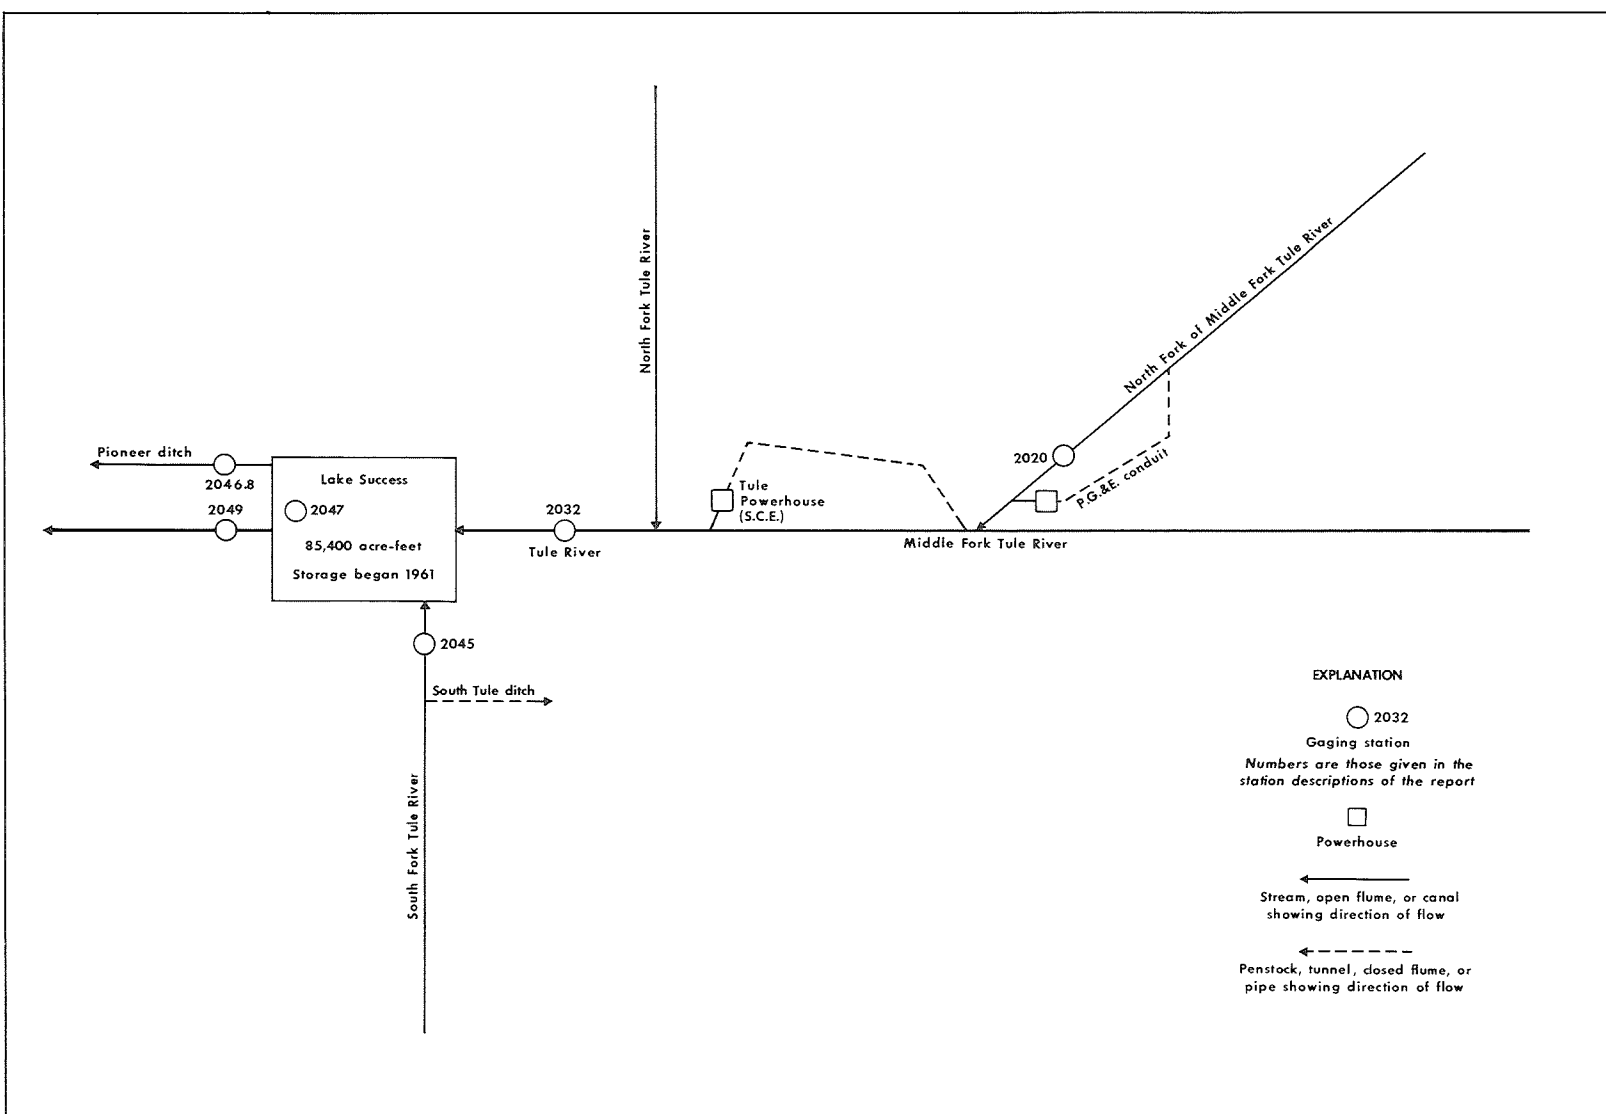 North Fork Tule River
North Fork of Middle Fork Tule River
2020
P.G.&E. conduit
Tule
Powerhouse
(S.C.E.)
Middle Fork Tule River
2032
Tule River
Pioneer ditch
2046.8
2049
Lake Success
2047
85,400 acre-feet
Storage began 1961
2045
South Tule ditch
South Fork Tule River
EXPLANATION
2032
Gaging station
Numbers are those given in the
station descriptions of the report
Powerhouse
Stream, open flume, or canal
showing direction of flow
Penstock, tunnel, closed flume, or
pipe showing direction of flow